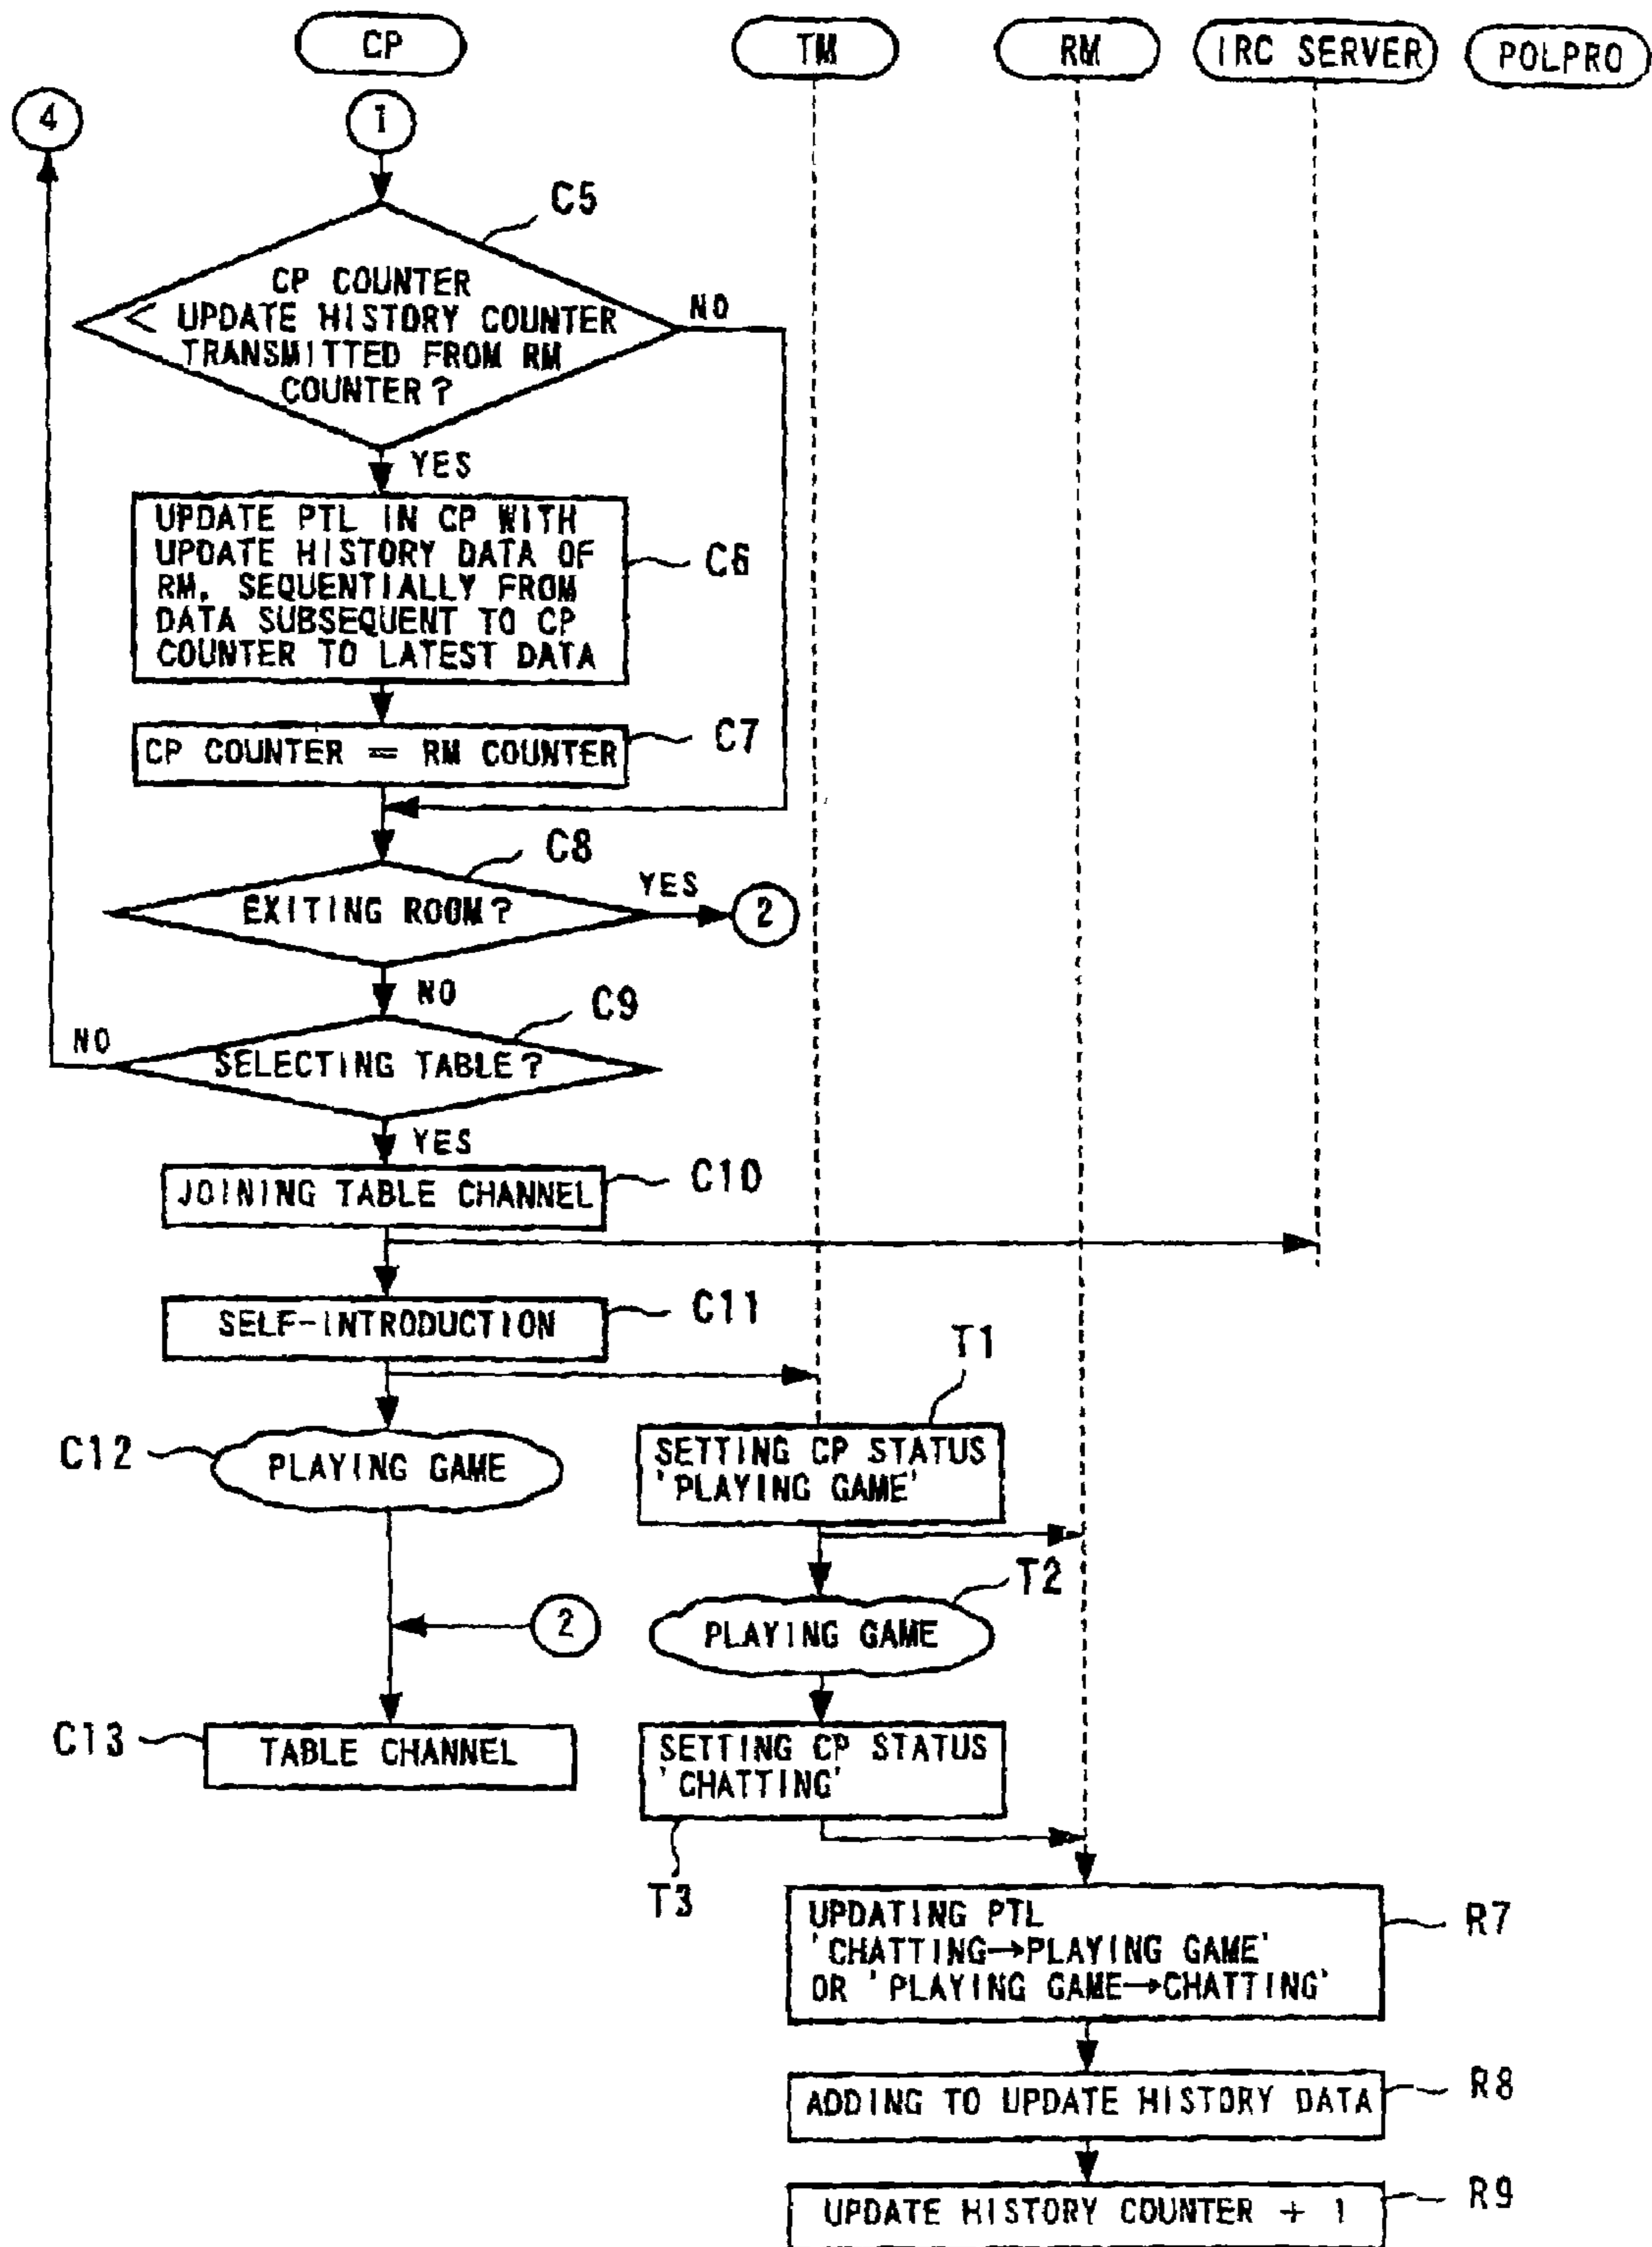 CP
TM
RM
IRC SERVER
POLPRO
4
1
C5
CP COUNTER
< UPDATE HISTORY COUNTER
TRANSMITTED FROM RM
COUNTER?
NO
YES
UPDATE PTL IN CP WITH
UPDATE HISTORY DATA OF
RM, SEQUENTIALLY FROM
DATA SUBSEQUENT TO CP
COUNTER TO LATEST DATA
C6
CP COUNTER = RM COUNTER
C7
C8
EXITING ROOM?
YES
2
NO
C9
NO
SELECTING TABLE?
YES
JOINING TABLE CHANNEL
C10
SELF-INTRODUCTION
C11
T1
C12
PLAYING GAME
SETTING CP STATUS
'PLAYING GAME'
T2
2
PLAYING GAME
C13
TABLE CHANNEL
SETTING CP STATUS
'CHATTING'
T3
UPDATING PTL
'CHATTING→PLAYING GAME'
OR 'PLAYING GAME→CHATTING'
R7
ADDING TO UPDATE HISTORY DATA
R8
UPDATE HISTORY COUNTER + 1
R9